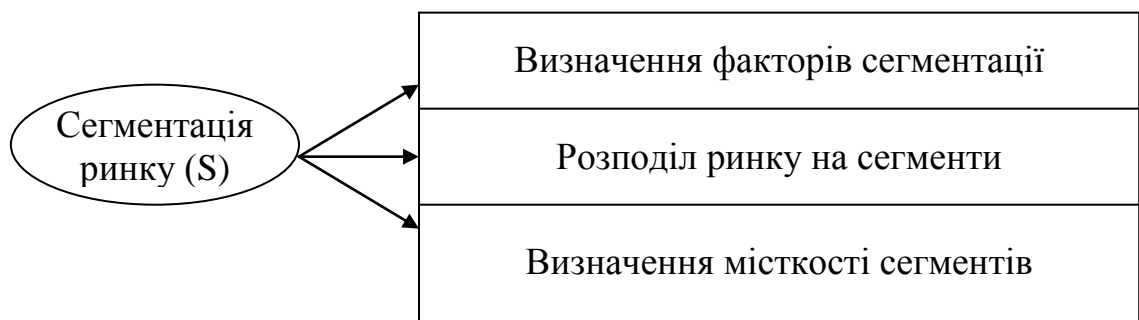 Сегментація
ринку (S)
Визначення факторів сегментації
Розподіл ринку на сегменти
Визначення місткості сегментів